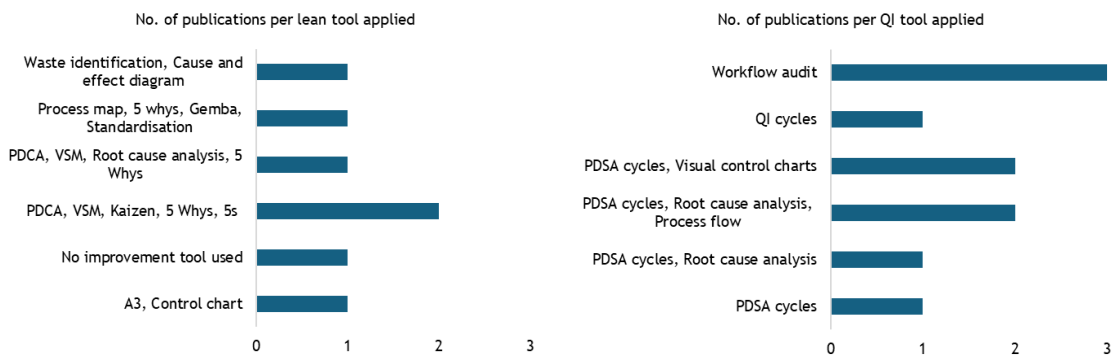 No. of publications per lean tool applied
Waste identification, Cause and
effect diagram
Process map, 5 whys, Gemba,
Standardisation
PDCA, VSM, Root cause analysis, 5
Whys
PDCA, VSM, Kaizen, 5 Whys, 5s
No improvement tool used
A3, Control chart
0 1 2 3
No. of publications per QI tool applied
Workflow audit
QI cycles
PDSA cycles, Visual control charts
PDSA cycles, Root cause analysis,
Process flow
PDSA cycles, Root cause analysis
PDSA cycles
0 1 2 3